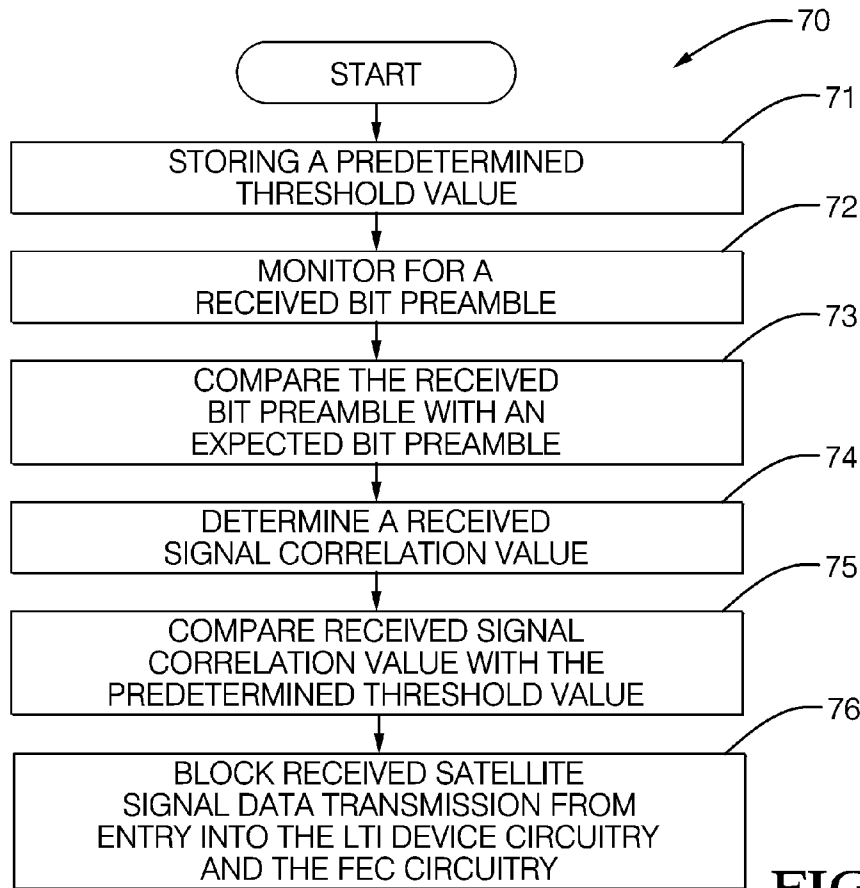 70
START
71
STORING A PREDETERMINED
THRESHOLD VALUE
72
MONITOR FOR A
RECEIVED BIT PREAMBLE
73
COMPARE THE RECEIVED
BIT PREAMBLE WITH AN
EXPECTED BIT PREAMBLE
74
DETERMINE A RECEIVED
SIGNAL CORRELATION VALUE
75
COMPARE RECEIVED SIGNAL
CORRELATION VALUE WITH THE
PREDETERMINED THRESHOLD VALUE
76
BLOCK RECEIVED SATELLITE
SIGNAL DATA TRANSMISSION FROM
ENTRY INTO THE LTI DEVICE CIRCUITRY
AND THE FEC CIRCUITRY
FIG